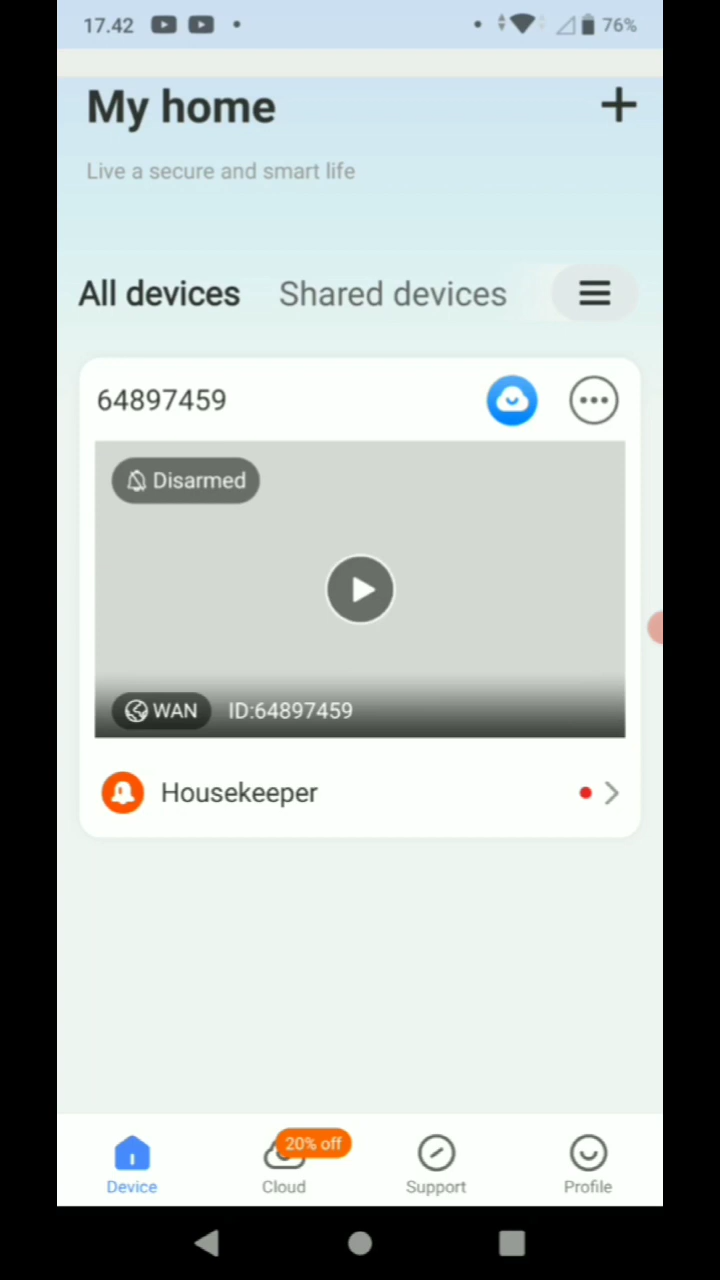 17.42
76%
My home
Live a secure and smart life
All devices Shared devices
64897459
Disarmed
WAN ID:64897459
Housekeeper
20% off
Device Cloud Support Profile